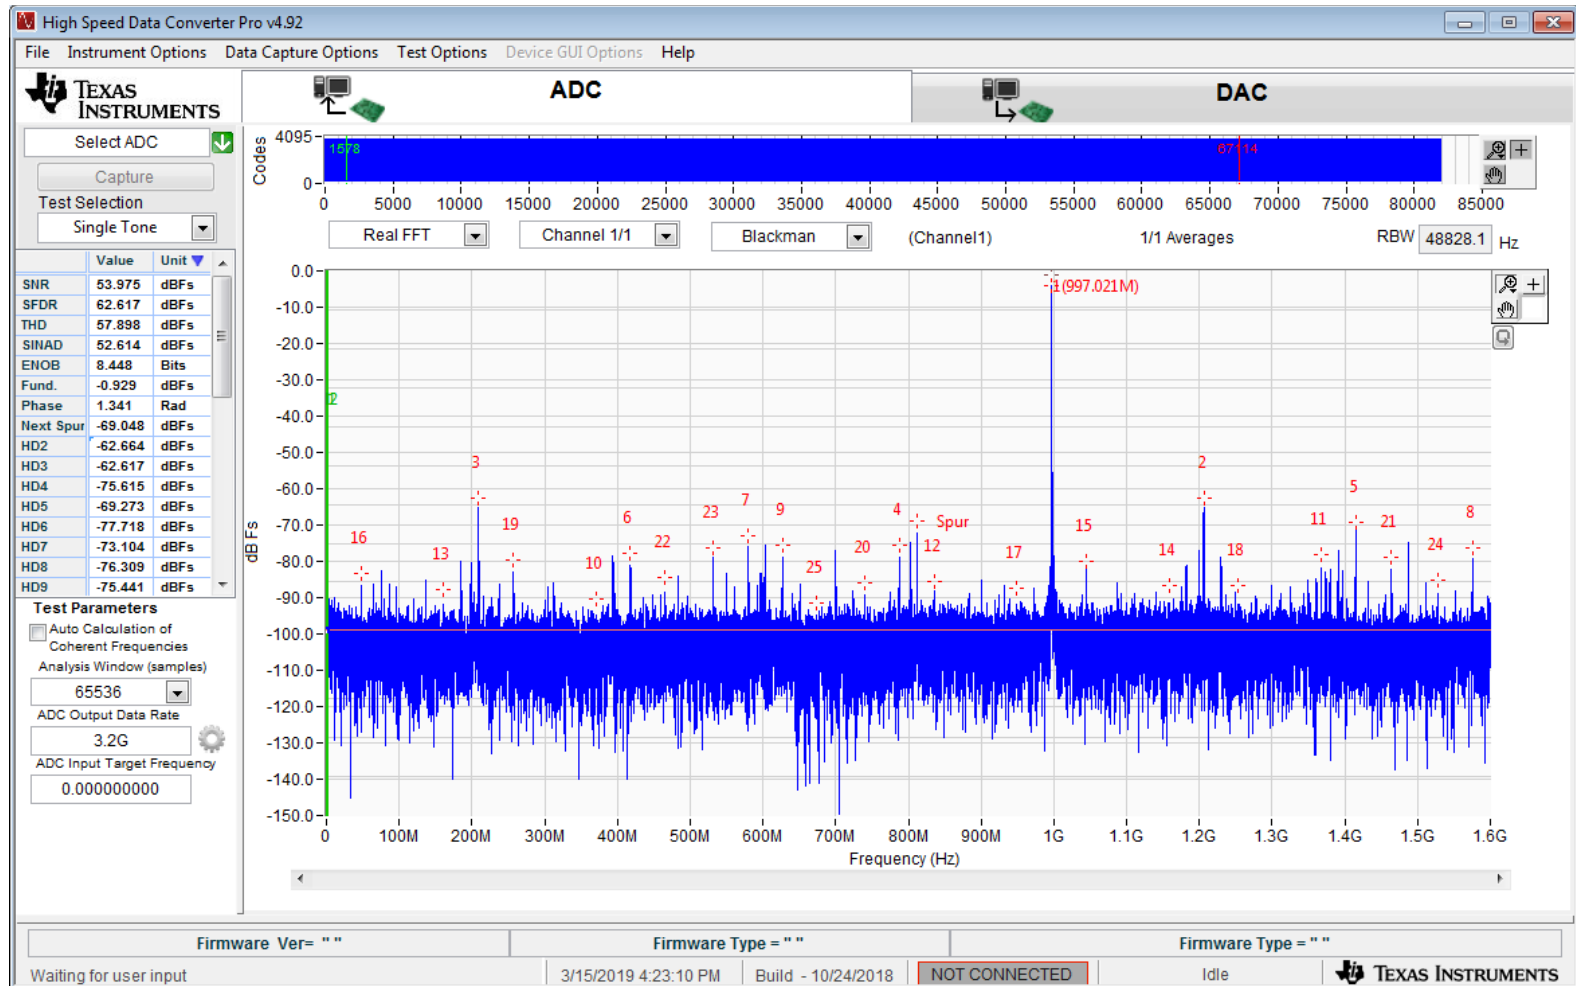 High Speed Data Converter Pro v4.92
File Instrument Options Data Capture Options Test Options Device GUI Options Help
TEXAS INSTRUMENTS
ADC
DAC
Select ADC
Capture
Test Selection
Single Tone
Value Unit
SNR 53.975 dBFs
SFDR 62.617 dBFs
THD 57.898 dBFs
SINAD 52.614 dBFs
ENOB 8.448 Bits
Fund. -0.929 dBFs
Phase 1.341 Rad
Next Spur -69.048 dBFs
HD2 -62.664 dBFs
HD3 -62.617 dBFs
HD4 -75.615 dBFs
HD5 -69.273 dBFs
HD6 -77.718 dBFs
HD7 -73.104 dBFs
HD8 -76.309 dBFs
HD9 -75.441 dBFs
Test Parameters
Auto Calculation of
Coherent Frequencies
Analysis Window (samples)
65536
ADC Output Data Rate
3.2G
ADC Input Target Frequency
0.000000000
Codes
4095
0
1578
67114
0 5000 10000 15000 20000 25000 30000 35000 40000 45000 50000 55000 60000 65000 70000 75000 80000 85000
Real FFT Channel 1/1 Blackman (Channel1) 1/1 Averages RBW 48828.1 Hz
dB Fs
0.0
-10.0
-20.0
-30.0
-40.0
-50.0
-60.0
-70.0
-80.0
-90.0
-100.0
-110.0
-120.0
-130.0
-140.0
-150.0
1(997.021M)
2
3 2
5
6 23 7 9 4 Spur 11 21 8
16 13 19 10 22 25 20 12 17 15 14 18 24
0 100M 200M 300M 400M 500M 600M 700M 800M 900M 1G 1.1G 1.2G 1.3G 1.4G 1.5G 1.6G
Frequency (Hz)
Firmware Ver= " " Firmware Type = " " Firmware Type = " "
Waiting for user input 3/15/2019 4:23:10 PM Build - 10/24/2018 NOT CONNECTED Idle TEXAS INSTRUMENTS